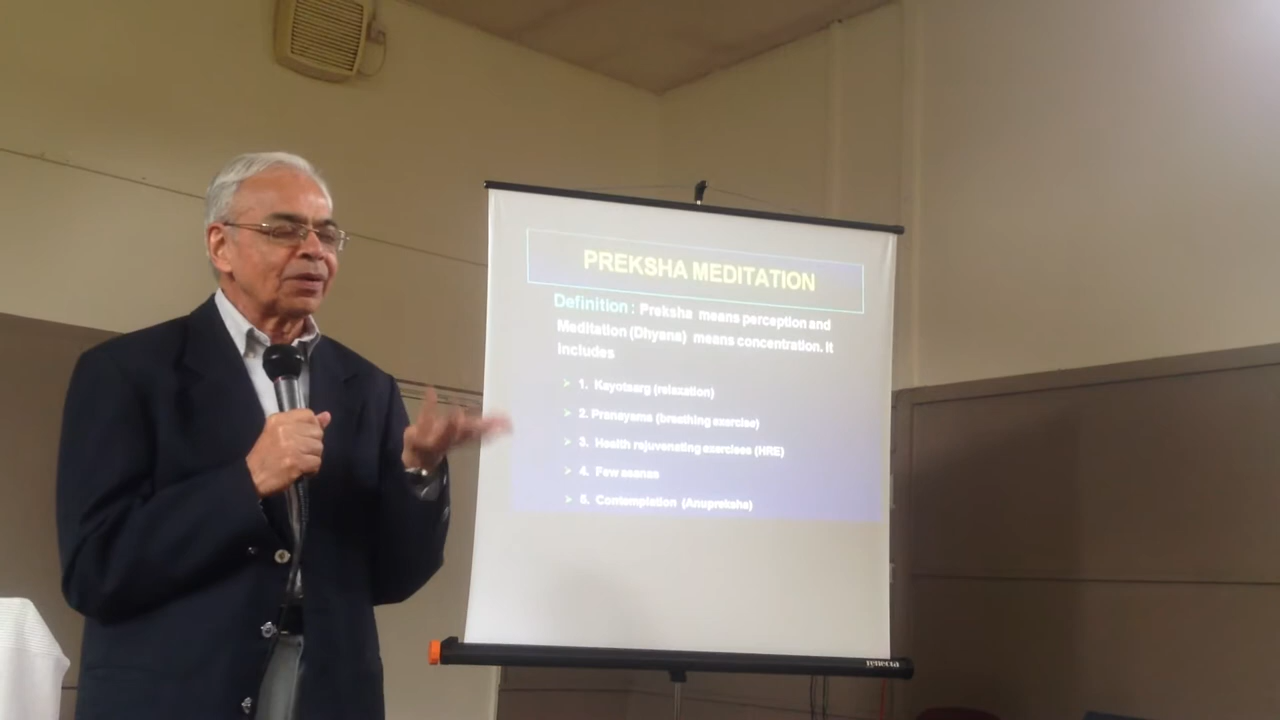 PREKSHA MEDITATION
Definition : Preksha means perception and
Meditation (Dhyana) means concentration. It
includes
➢ 1. Kayotsarg (relaxation)
➢ 2. Pranayama (breathing exercise)
➢ 3. Health rejuvenating exercises (HRE)
➢ 4. Few asanas
➢ 5. Contemplation (Anupreksha)